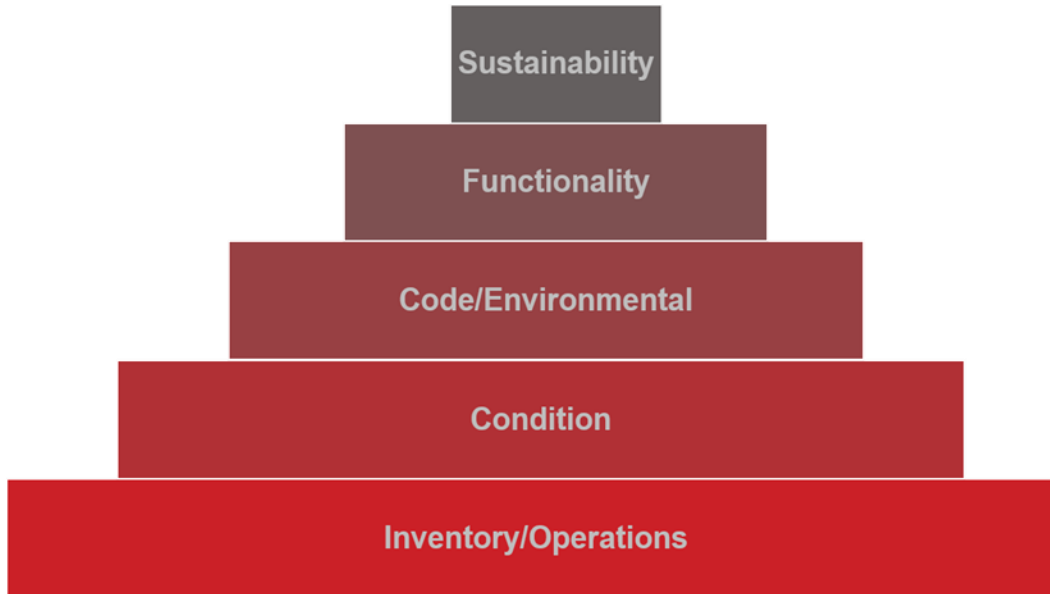 Sustainability
Functionality
Code/Environmental
Condition
Inventory/Operations